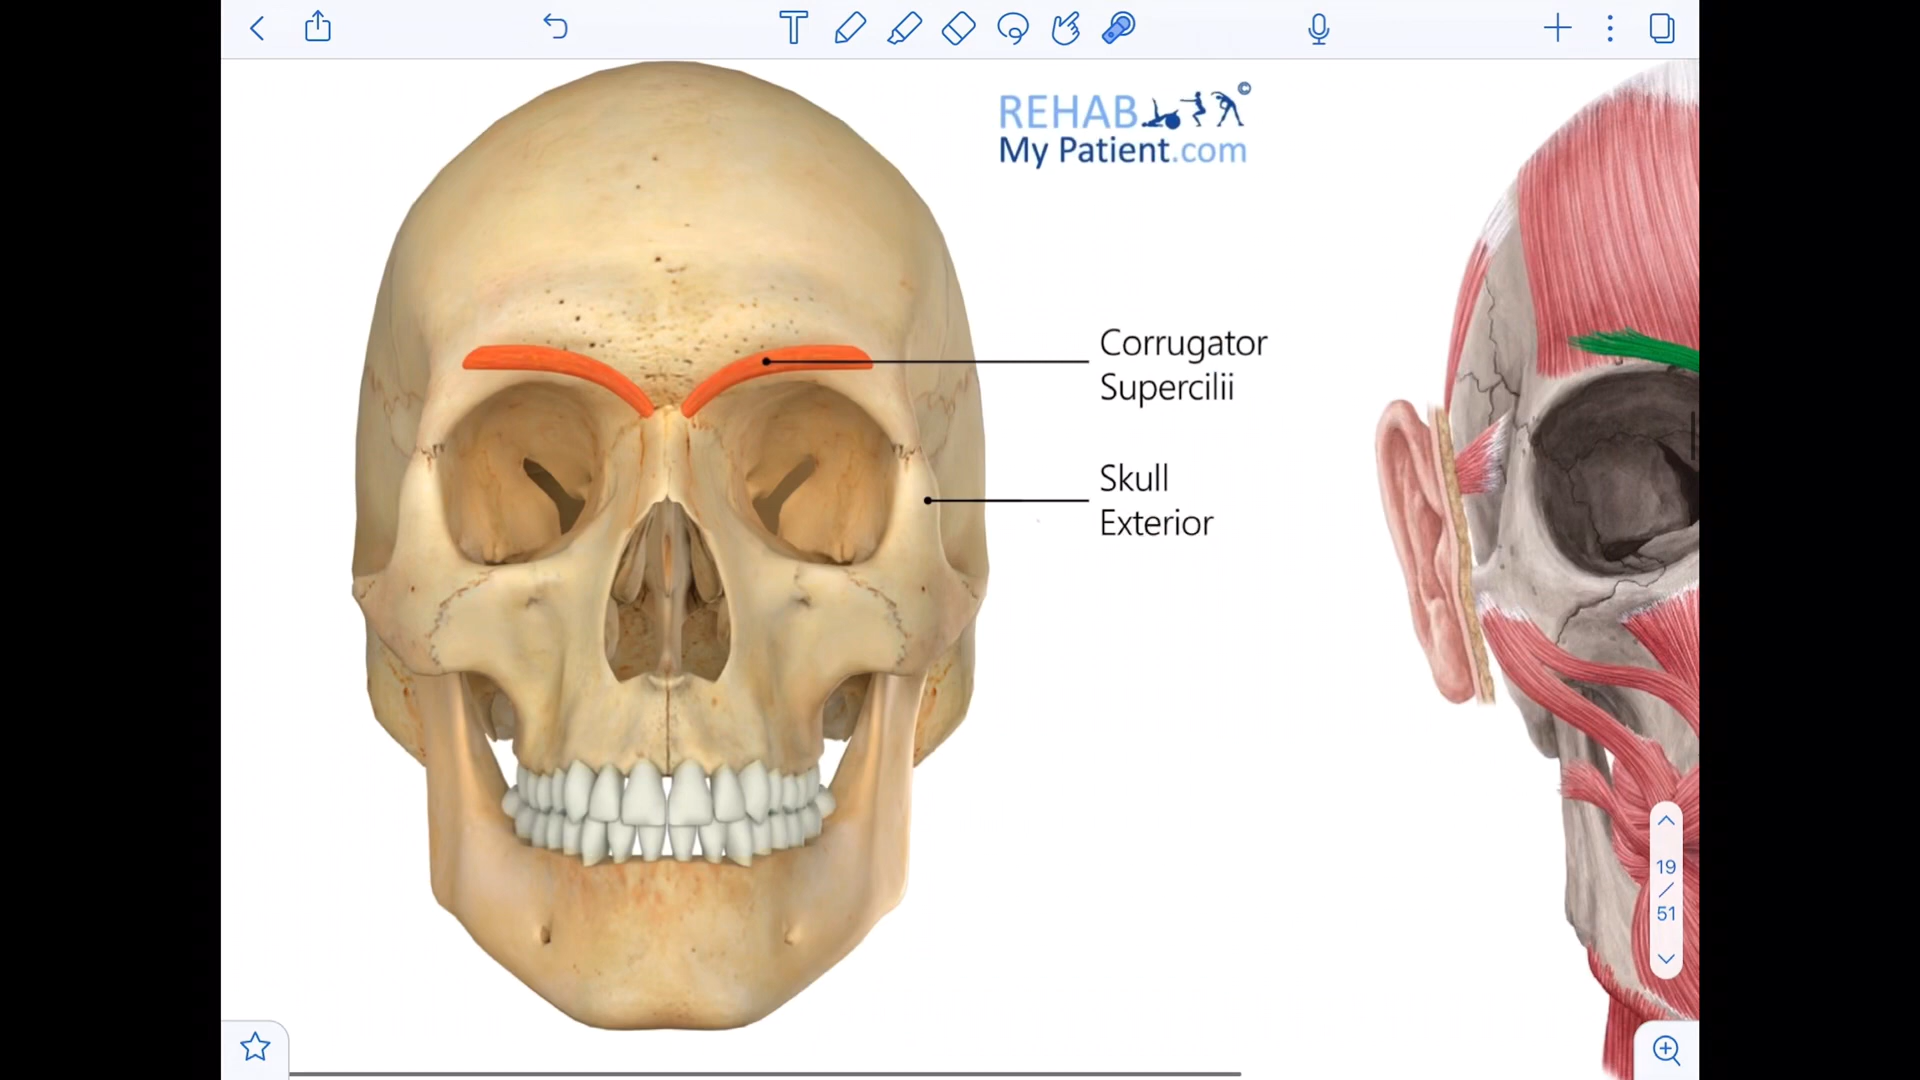 REHAB ©
My Patient.com
Corrugator
Supercilii
Skull
Exterior
19
/
51